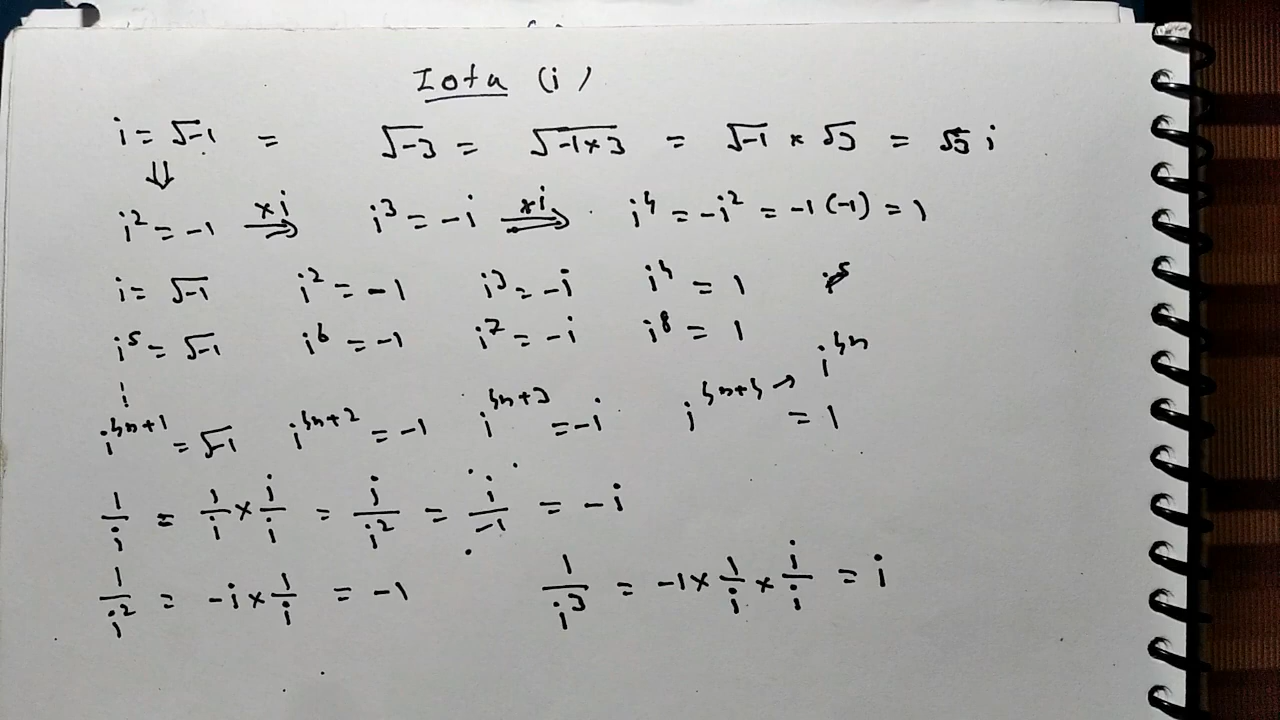 Iota (i)
i = √-1 = √-3 = √-1×3 = √-1 × √3 = √3 i
⇓
i² = -1 ×i ⇒ i³ = -i ×i ⇒ i⁴ = -i² = -1(-1) = 1
i = √-1 i² = -1 i³ = -i i⁴ = 1
i⁵ = √-1 i⁶ = -1 i⁷ = -i i⁸ = 1
i⁴ⁿ⁺¹ = √-1 i⁴ⁿ⁺² = -1 i⁴ⁿ⁺³ = -i i⁴ⁿ⁺⁴ → i⁴ⁿ = 1
1/i = 1/i × i/i = i/i² = i/-1 = -i
1/i² = -i × 1/i = -1 1/i³ = -1 × 1/i × i/i = i